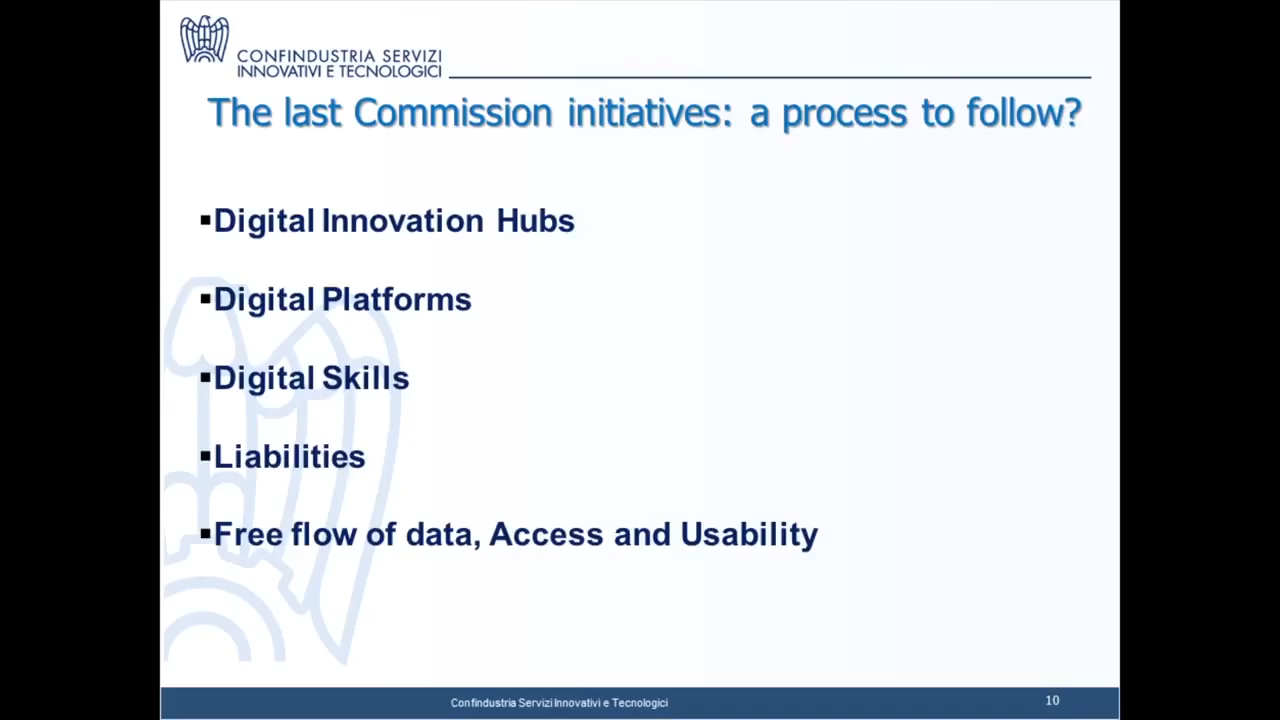 CONFINDUSTRIA SERVIZI
INNOVATIVI E TECNOLOGICI
The last Commission initiatives: a process to follow?
▪Digital Innovation Hubs
▪Digital Platforms
▪Digital Skills
▪Liabilities
▪Free flow of data, Access and Usability
Confindustria Servizi Innovativi e Tecnologici
10